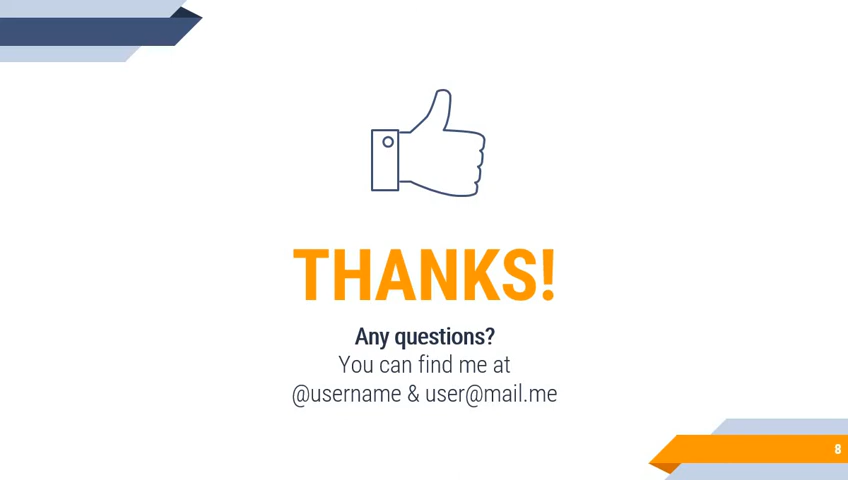 THANKS!
Any questions?
You can find me at
@username & user@mail.me
8